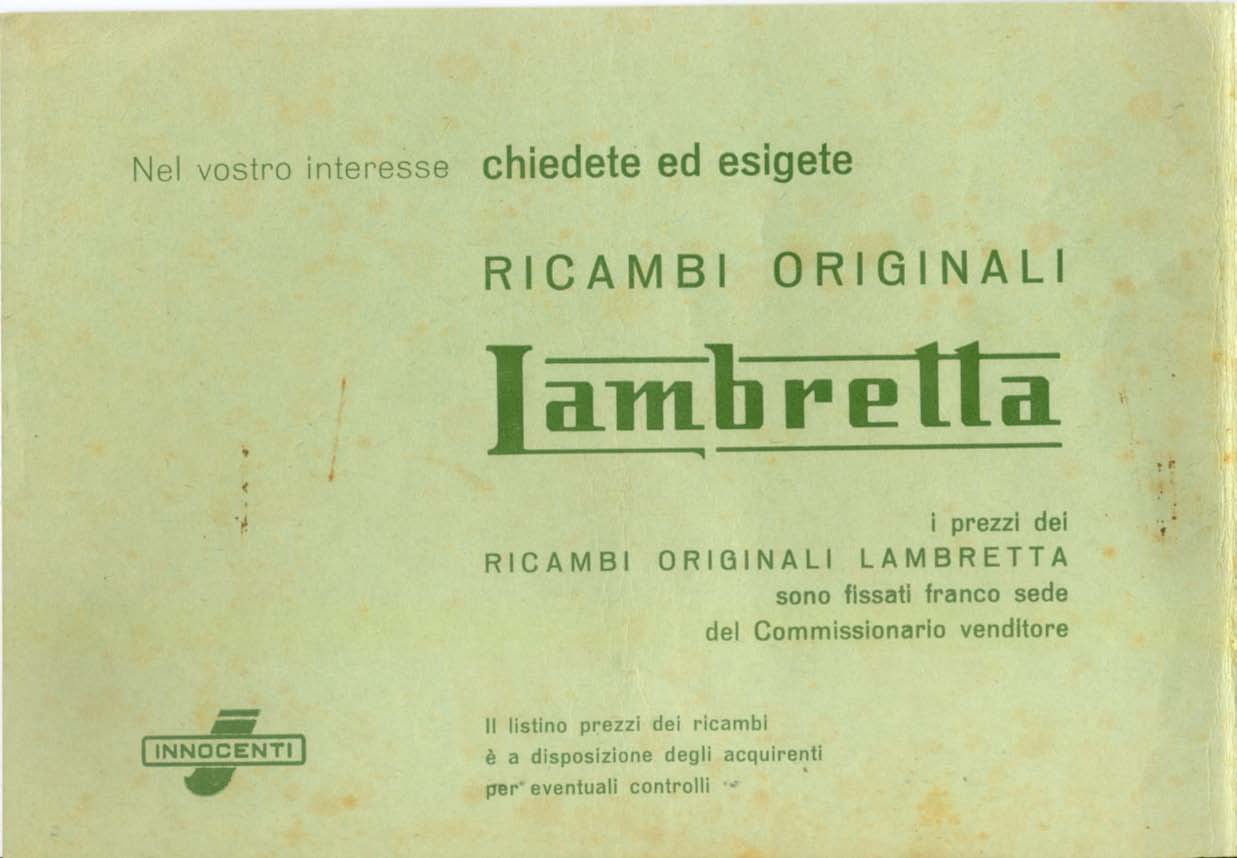 Nel vostro interesse chiedete ed esigete
RICAMBI ORIGINALI
Lambretta
i prezzi dei
RICAMBI ORIGINALI LAMBRETTA
sono fissati franco sede
del Commissionario venditore
Il listino prezzi dei ricambi
è a disposizione degli acquirenti
per eventuali controlli
INNOCENTI